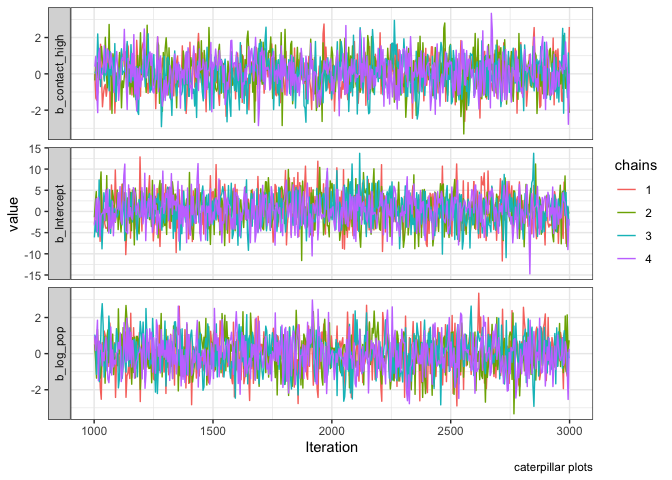 b_contact_high
2
0
-2
b_Intercept
15
10
5
0
-5
-10
-15
b_log_pop
2
0
-2
value
1000 1500 2000 2500 3000
Iteration
caterpillar plots
chains
1
2
3
4